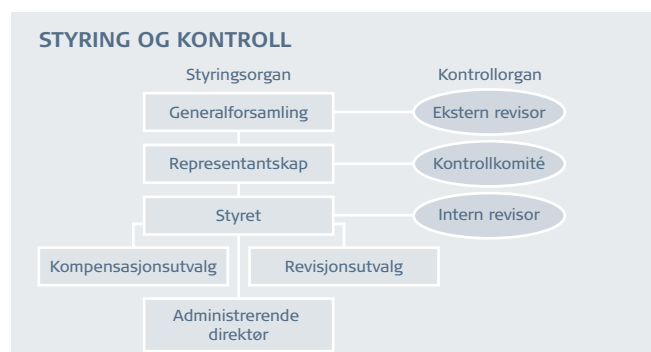 STYRING OG KONTROLL
Styringsorgan
Kontrollorgan
Generalforsamling
Ekstern revisor
Representantskap
Kontrollkomité
Styret
Intern revisor
Kompensasjonsutvalg
Revisjonsutvalg
Administrerende
direktør